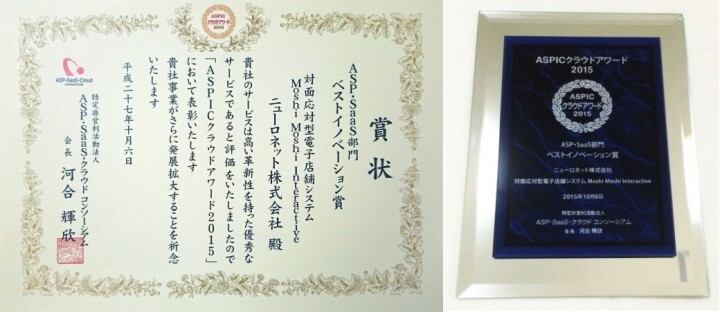 ASPIC
クラウドアワード
2015
賞状
ASP・SaaS部門
ベストイノベーション賞
対面応対型電子店舗システム
Moshi Moshi Interactive
ニューロネット株式会社 殿
貴社のサービスは高い革新性を持った優秀な
サービスであると評価をいたしましたので
「ASPICクラウドアワード2015」
において表彰いたします
貴社事業がさらに発展拡大することを祈念
いたします
平成二十七年十月六日
ASP-SaaS-Cloud
CONSORTIUM
特定非営利活動法人
ASP・SaaS・クラウド コンソーシアム
会長 河合 輝欣
ASPICクラウドアワード
2015
ASPIC
クラウドアワード
2015
ASP・SaaS部門
ベストイノベーション賞
ニューロネット株式会社
対面応対型電子店舗システム Moshi Moshi Interactive
2015年10月6日
特定非営利活動法人
ASP・SaaS・クラウド コンソーシアム
会長 河合 輝欣